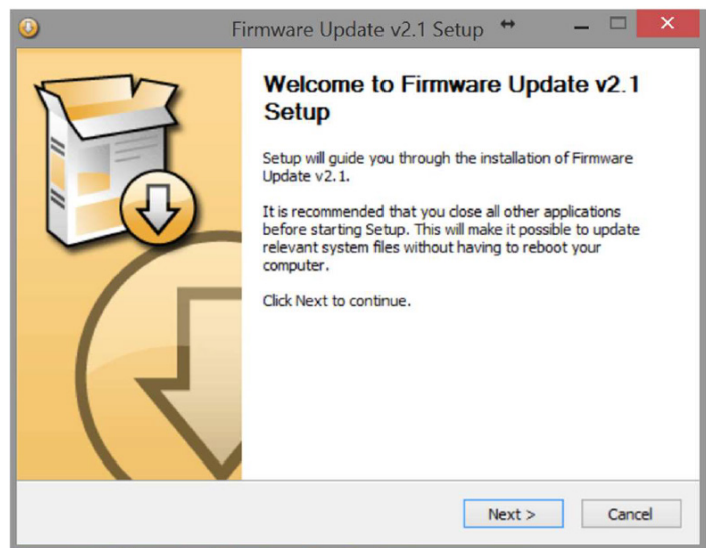 Firmware Update v2.1 Setup
Welcome to Firmware Update v2.1
Setup
Setup will guide you through the installation of Firmware
Update v2.1.
It is recommended that you close all other applications
before starting Setup. This will make it possible to update
relevant system files without having to reboot your
computer.
Click Next to continue.
Next >
Cancel